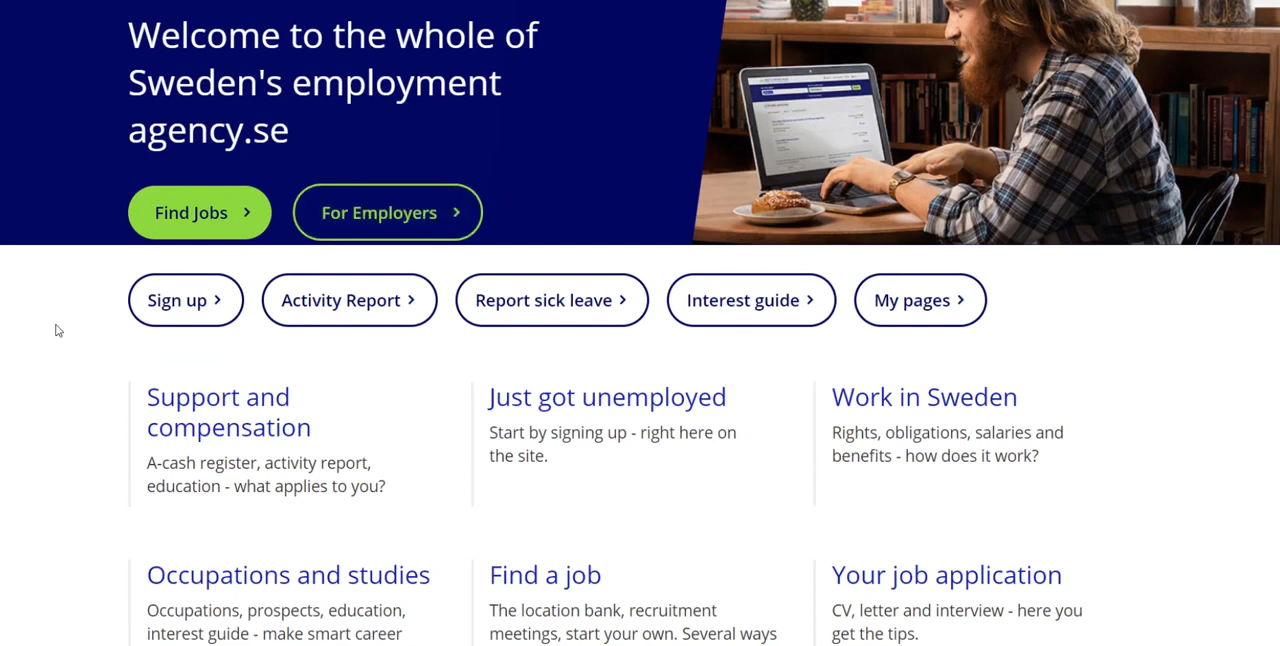 Welcome to the whole of
Sweden's employment
agency.se
Find Jobs
For Employers
Sign up
Activity Report
Report sick leave
Interest guide
My pages
Support and
compensation
A-cash register, activity report,
education - what applies to you?
Just got unemployed
Start by signing up - right here on
the site.
Work in Sweden
Rights, obligations, salaries and
benefits - how does it work?
Occupations and studies
Occupations, prospects, education,
interest guide - make smart career
Find a job
The location bank, recruitment
meetings, start your own. Several ways
Your job application
CV, letter and interview - here you
get the tips.